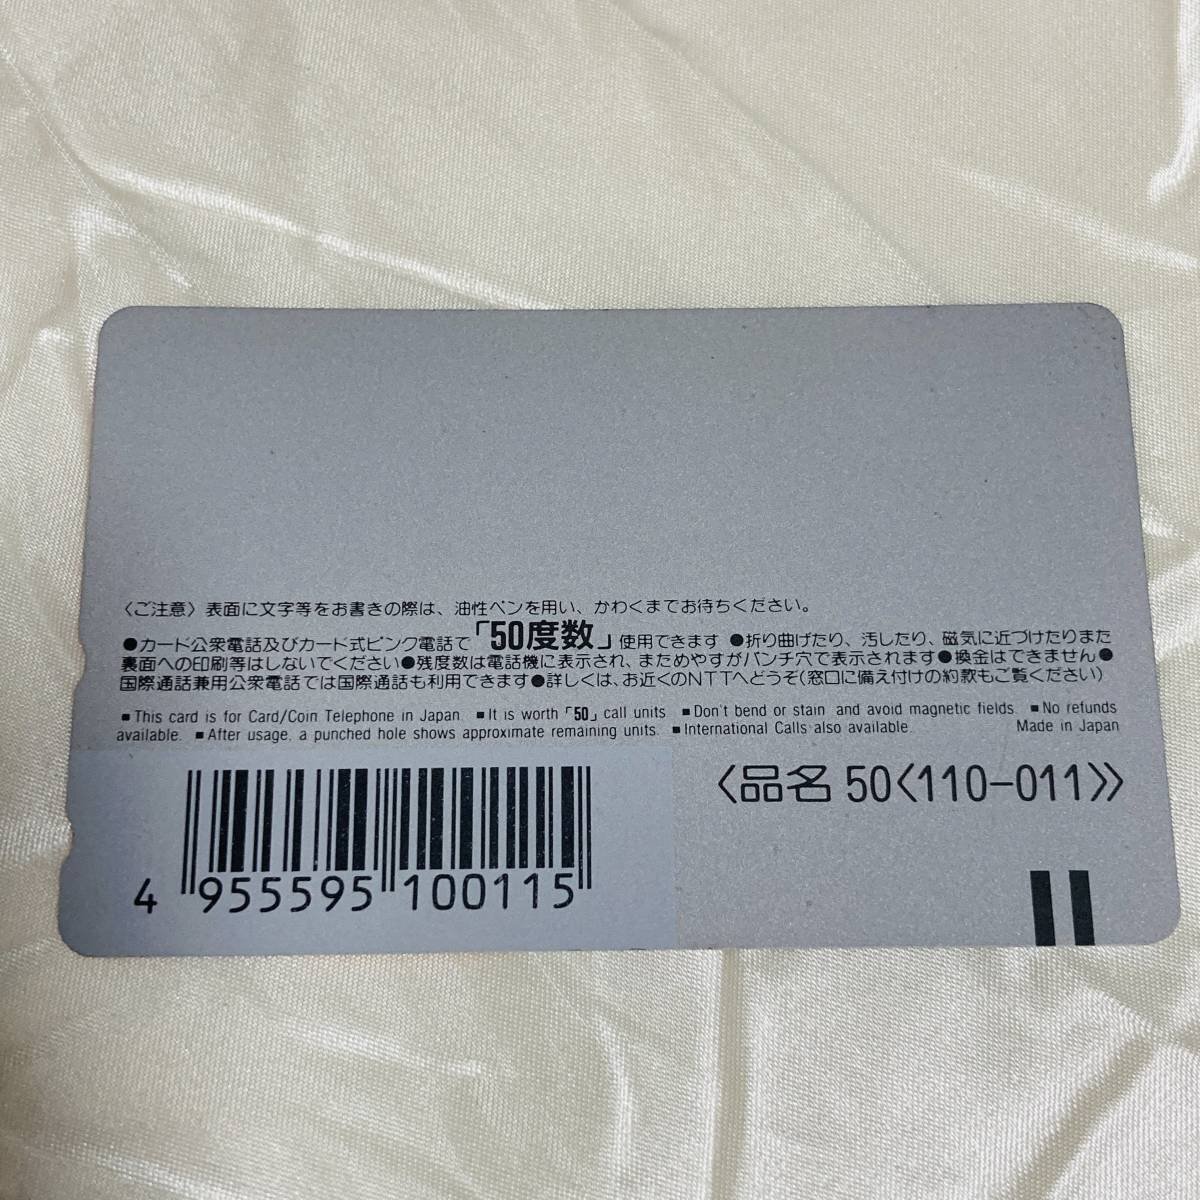 〈ご注意〉表面に文字等をお書きの際は、油性ペンを用い、かわくまでお待ちください。
●カード公衆電話及びカード式ピンク電話で「50度数」使用できます ●折り曲げたり、汚したり、磁気に近づけたりまた
裏面への印刷等はしないでください●残度数は電話機に表示され、まためやすがパンチ穴で表示されます●換金はできません●
国際通話兼用公衆電話では国際通話も利用できます●詳しくは、お近くのNTTへどうぞ(窓口に備え付けの約款もご覧ください)
■This card is for Card/Coin Telephone in Japan. ■It is worth「50」call units. ■Don't bend or stain and avoid magnetic fields. ■No refunds
available. ■After usage, a punched hole shows approximate remaining units. ■International Calls also available. Made in Japan
〈品名 50〈110-011〉〉
4 955595 100115